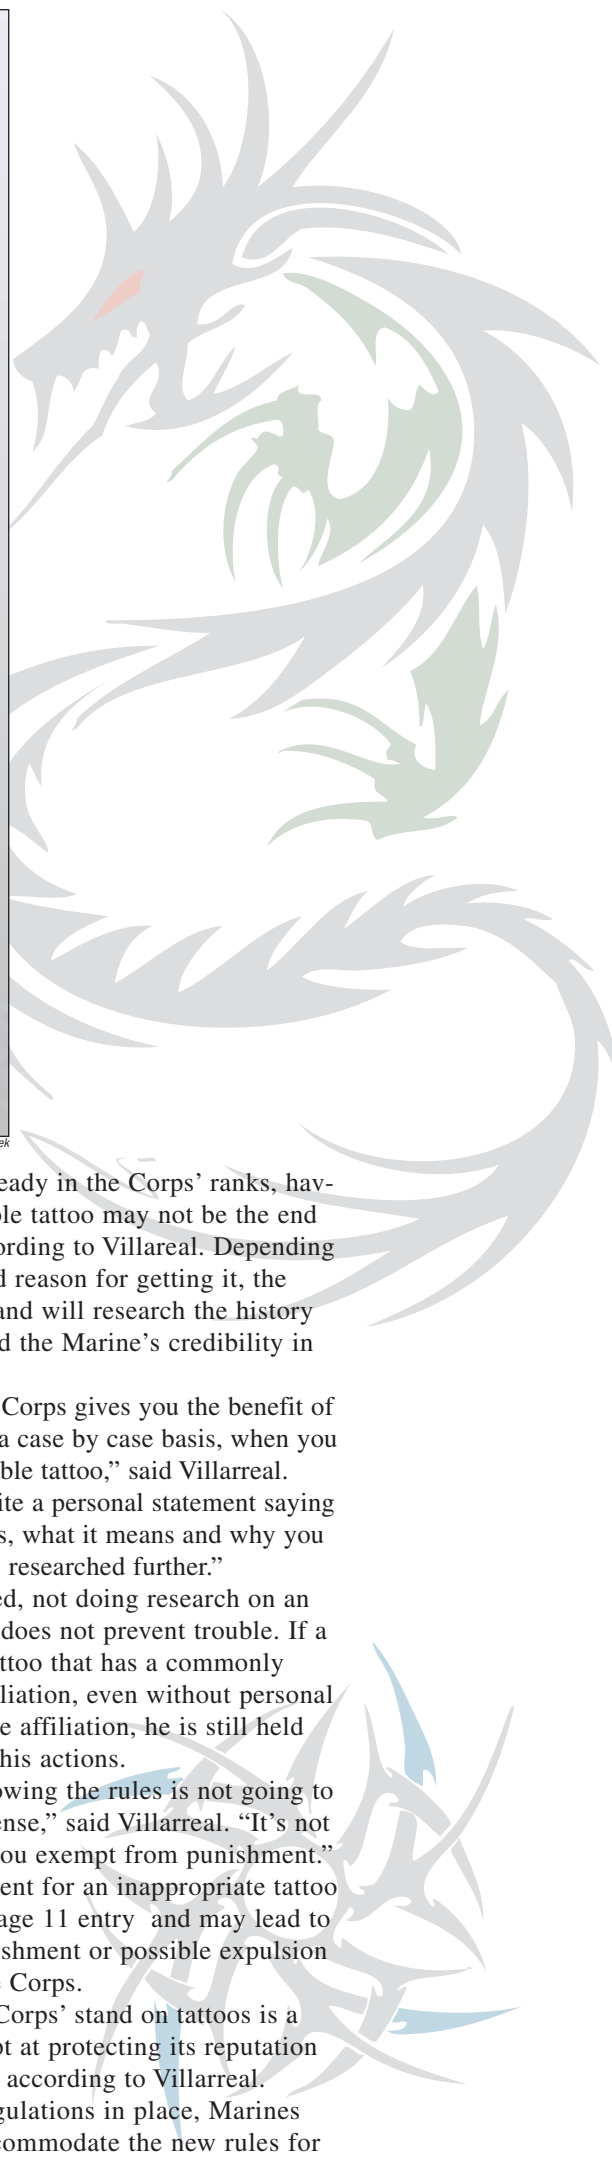 ek
eady in the Corps’ ranks, hav-
ble tattoo may not be the end
ording to Villareal. Depending
d reason for getting it, the
and will research the history
d the Marine’s credibility in
Corps gives you the benefit of
a case by case basis, when you
ble tattoo,” said Villarreal.
ite a personal statement saying
s, what it means and why you
researched further.”
ed, not doing research on an
does not prevent trouble. If a
ttoo that has a commonly
liation, even without personal
e affiliation, he is still held
his actions.
owing the rules is not going to
ense,” said Villarreal. “It’s not
ou exempt from punishment.”
ent for an inappropriate tattoo
age 11 entry and may lead to
shment or possible expulsion
e Corps.
Corps’ stand on tattoos is a
pt at protecting its reputation
according to Villarreal.
gulations in place, Marines
commodate the new rules for